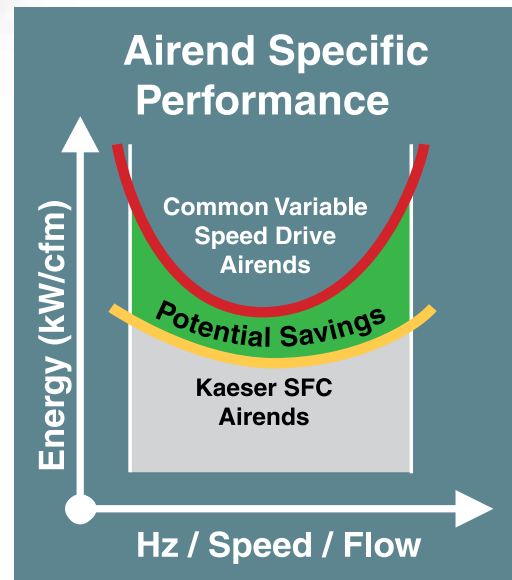 Airend Specific
Performance
Energy (kW/cfm)
Common Variable
Speed Drive
Airends
Potential Savings
Kaeser SFC
Airends
Hz / Speed / Flow